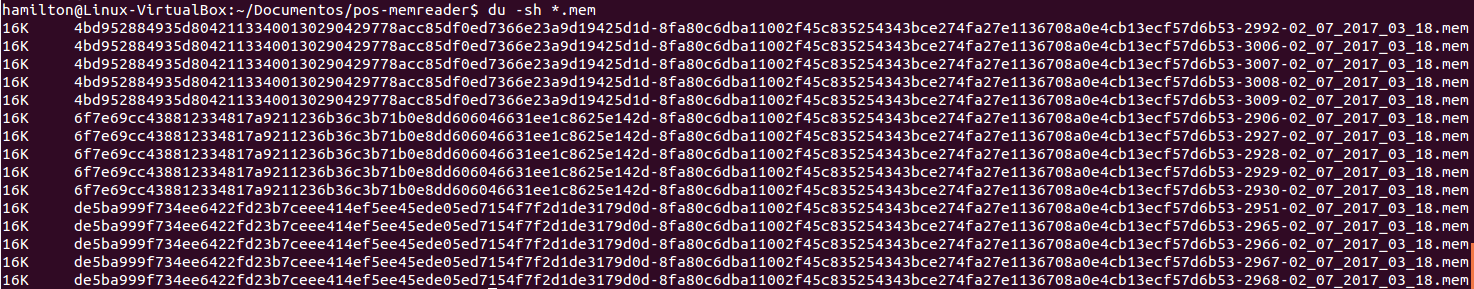 hamilton@Linux-VirtualBox:~/Documentos/pos-memreader$ du -sh *.mem
16K 4bd952884935d80421133400130290429778acc85df0ed7366e23a9d19425d1d-8fa80c6dba11002f45c835254343bce274fa27e1136708a0e4cb13ecf57d6b53-2992-02_07_2017_03_18.mem
16K 4bd952884935d80421133400130290429778acc85df0ed7366e23a9d19425d1d-8fa80c6dba11002f45c835254343bce274fa27e1136708a0e4cb13ecf57d6b53-3006-02_07_2017_03_18.mem
16K 4bd952884935d80421133400130290429778acc85df0ed7366e23a9d19425d1d-8fa80c6dba11002f45c835254343bce274fa27e1136708a0e4cb13ecf57d6b53-3007-02_07_2017_03_18.mem
16K 4bd952884935d80421133400130290429778acc85df0ed7366e23a9d19425d1d-8fa80c6dba11002f45c835254343bce274fa27e1136708a0e4cb13ecf57d6b53-3008-02_07_2017_03_18.mem
16K 4bd952884935d80421133400130290429778acc85df0ed7366e23a9d19425d1d-8fa80c6dba11002f45c835254343bce274fa27e1136708a0e4cb13ecf57d6b53-3009-02_07_2017_03_18.mem
16K 6f7e69cc438812334817a9211236b36c3b71b0e8dd606046631ee1c8625e142d-8fa80c6dba11002f45c835254343bce274fa27e1136708a0e4cb13ecf57d6b53-2906-02_07_2017_03_18.mem
16K 6f7e69cc438812334817a9211236b36c3b71b0e8dd606046631ee1c8625e142d-8fa80c6dba11002f45c835254343bce274fa27e1136708a0e4cb13ecf57d6b53-2927-02_07_2017_03_18.mem
16K 6f7e69cc438812334817a9211236b36c3b71b0e8dd606046631ee1c8625e142d-8fa80c6dba11002f45c835254343bce274fa27e1136708a0e4cb13ecf57d6b53-2928-02_07_2017_03_18.mem
16K 6f7e69cc438812334817a9211236b36c3b71b0e8dd606046631ee1c8625e142d-8fa80c6dba11002f45c835254343bce274fa27e1136708a0e4cb13ecf57d6b53-2929-02_07_2017_03_18.mem
16K 6f7e69cc438812334817a9211236b36c3b71b0e8dd606046631ee1c8625e142d-8fa80c6dba11002f45c835254343bce274fa27e1136708a0e4cb13ecf57d6b53-2930-02_07_2017_03_18.mem
16K de5ba999f734ee6422fd23b7ceee414ef5ee45ede05ed7154f7f2d1de3179d0d-8fa80c6dba11002f45c835254343bce274fa27e1136708a0e4cb13ecf57d6b53-2951-02_07_2017_03_18.mem
16K de5ba999f734ee6422fd23b7ceee414ef5ee45ede05ed7154f7f2d1de3179d0d-8fa80c6dba11002f45c835254343bce274fa27e1136708a0e4cb13ecf57d6b53-2965-02_07_2017_03_18.mem
16K de5ba999f734ee6422fd23b7ceee414ef5ee45ede05ed7154f7f2d1de3179d0d-8fa80c6dba11002f45c835254343bce274fa27e1136708a0e4cb13ecf57d6b53-2966-02_07_2017_03_18.mem
16K de5ba999f734ee6422fd23b7ceee414ef5ee45ede05ed7154f7f2d1de3179d0d-8fa80c6dba11002f45c835254343bce274fa27e1136708a0e4cb13ecf57d6b53-2967-02_07_2017_03_18.mem
16K de5ba999f734ee6422fd23b7ceee414ef5ee45ede05ed7154f7f2d1de3179d0d-8fa80c6dba11002f45c835254343bce274fa27e1136708a0e4cb13ecf57d6b53-2968-02_07_2017_03_18.mem